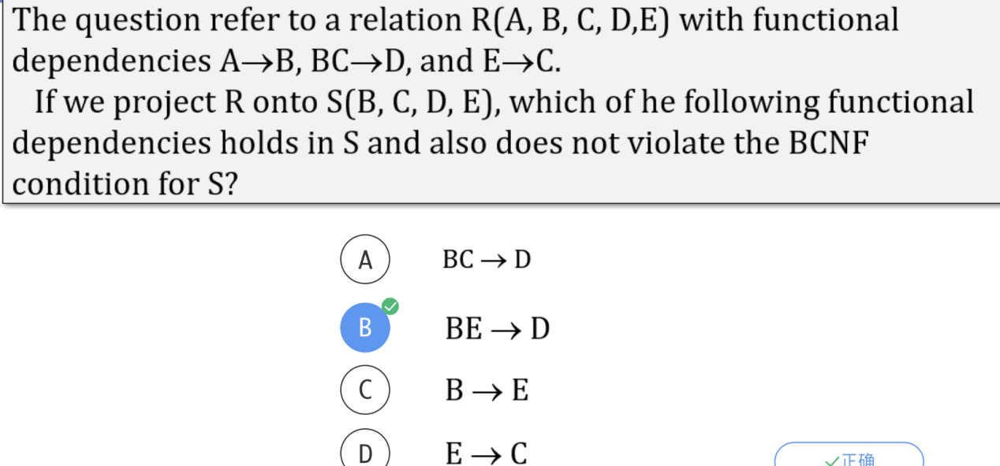 The question refer to a relation R(A, B, C, D,E) with functional
dependencies A→B, BC→D, and E→C.
If we project R onto S(B, C, D, E), which of he following functional
dependencies holds in S and also does not violate the BCNF
condition for S?
A BC → D
B BE → D
C B → E
D E → C
✓正确